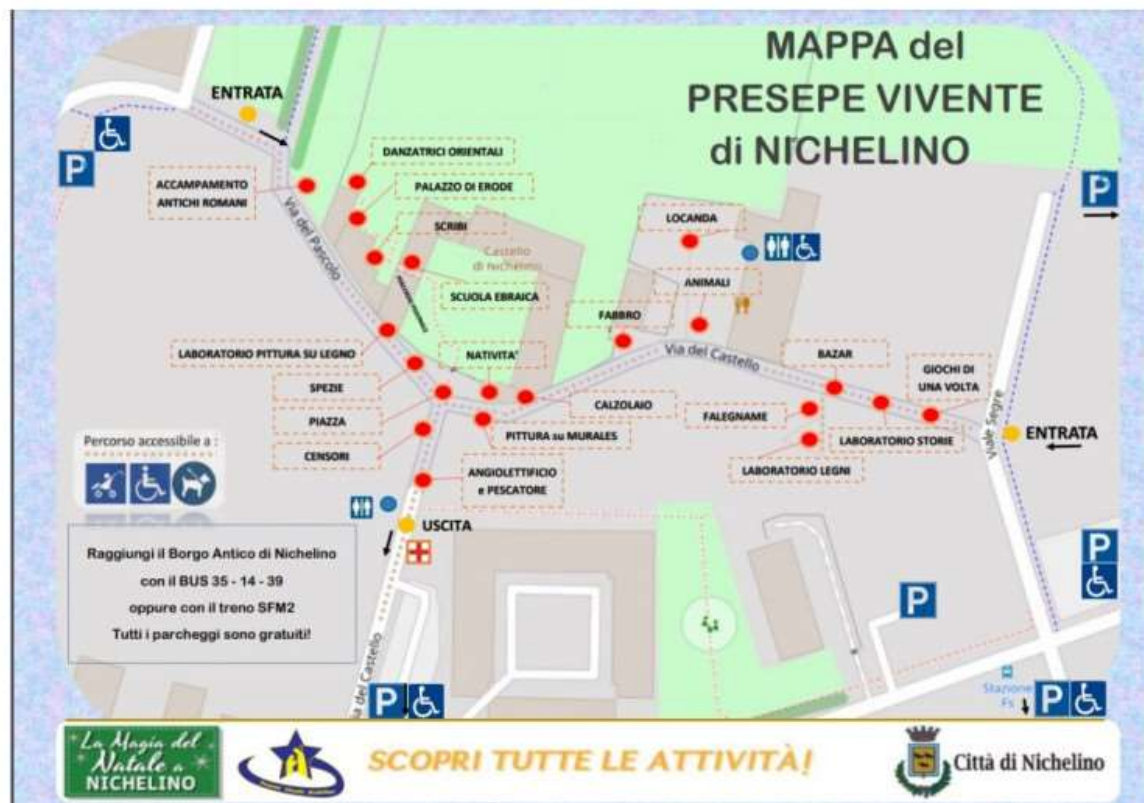 MAPPA del
PRESEPE VIVENTE
di NICHELINO
ENTRATA
P
P
DANZATRICI ORIENTALI
ACCAMPAMENTO
ANTICHI ROMANI
PALAZZO DI ERODE
SCRIBI
LOCANDA
Via del Pascolo
Castello
di Nichelino
SCUOLA EBRAICA
ANIMALI
FABBRO
LABORATORIO PITTURA SU LEGNO
NATIVITA'
Via del Castello
BAZAR
GIOCHI DI
UNA VOLTA
SPEZIE
PIAZZA
CALZOLAIO
FALEGNAME
Viale Segre
CENSORI
PITTURA su MURALES
LABORATORIO STORIE
ENTRATA
LABORATORIO LEGNI
ANGIOLETTIFICIO
e PESCATORE
Percorso accessibile a :
USCITA
Raggiungi il Borgo Antico di Nichelino
con il BUS 35 - 14 - 39
oppure con il treno SFM2
Tutti i parcheggi sono gratuiti!
P
P
Via del Castello
P
Stazione
Fs
P
La Magia del
Natale a
NICHELINO
SCOPRI TUTTE LE ATTIVITÀ!
Città di Nichelino